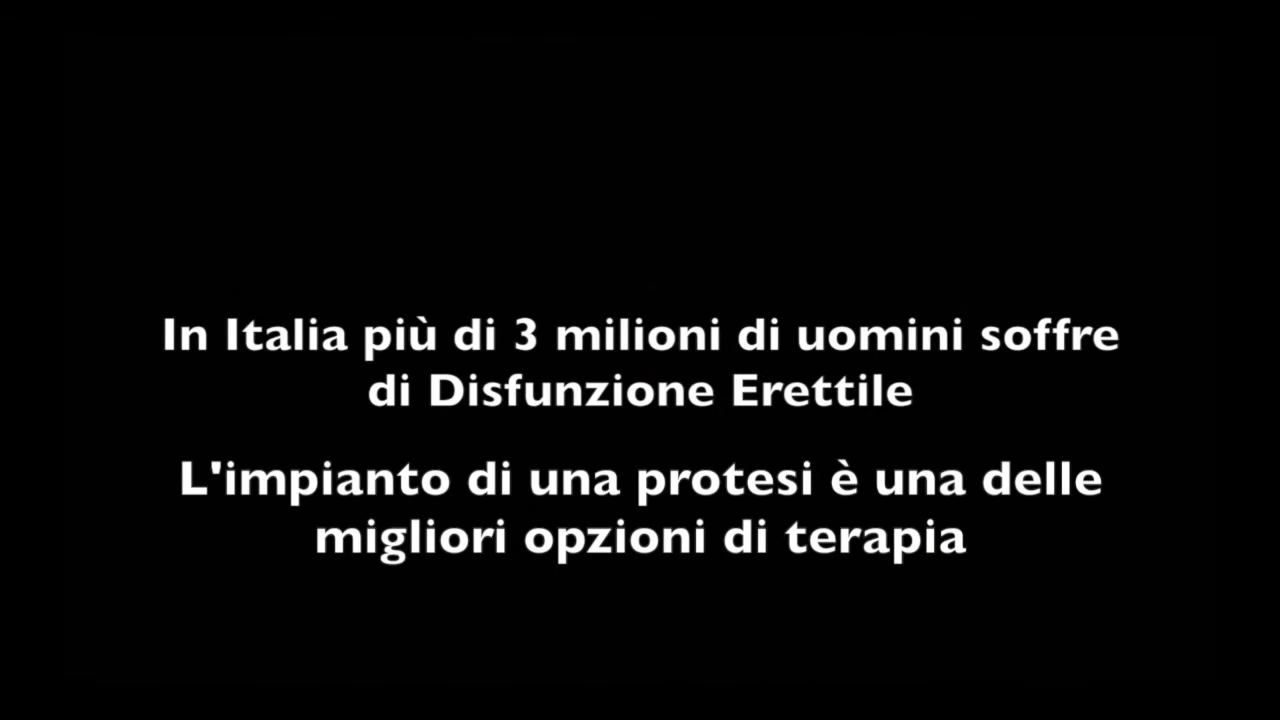 In Italia più di 3 milioni di uomini soffre
di Disfunzione Erettile
L'impianto di una protesi è una delle
migliori opzioni di terapia